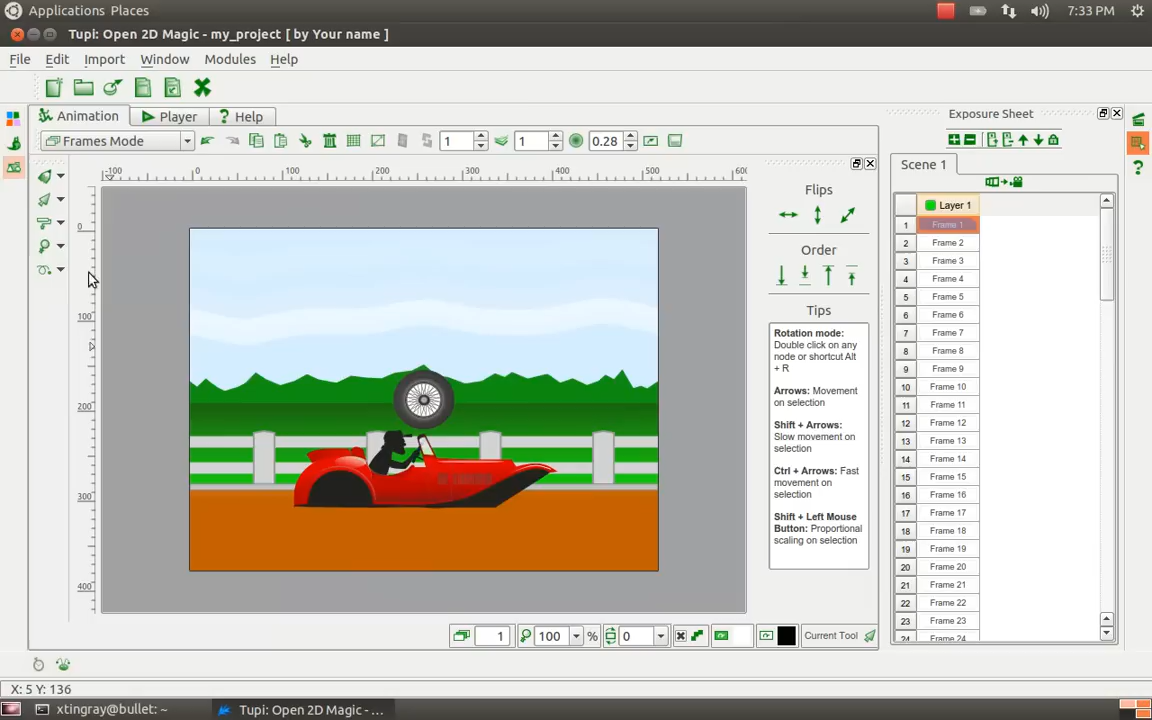 Applications Places
7:33 PM
Tupi: Open 2D Magic - my_project [ by Your name ]
File Edit Import Window Modules Help
Animation Player Help
Exposure Sheet
Frames Mode
1 1 0.28
Scene 1
-100 0 100 200 300 400 500 600
Flips
Order
Tips
Rotation mode:
Double click on any
node or shortcut Alt
+ R
Arrows: Movement
on selection
Shift + Arrows:
Slow movement on
selection
Ctrl + Arrows: Fast
movement on
selection
Shift + Left Mouse
Button: Proportional
scaling on selection
0
100
200
300
400
Layer 1
1 Frame 1
2 Frame 2
3 Frame 3
4 Frame 4
5 Frame 5
6 Frame 6
7 Frame 7
8 Frame 8
9 Frame 9
10 Frame 10
11 Frame 11
12 Frame 12
13 Frame 13
14 Frame 14
15 Frame 15
16 Frame 16
17 Frame 17
18 Frame 18
19 Frame 19
20 Frame 20
21 Frame 21
22 Frame 22
23 Frame 23
24 Frame 24
1 100 % 0 Current Tool
X: 5 Y: 136
xtingray@bullet: ~ Tupi: Open 2D Magic - ...